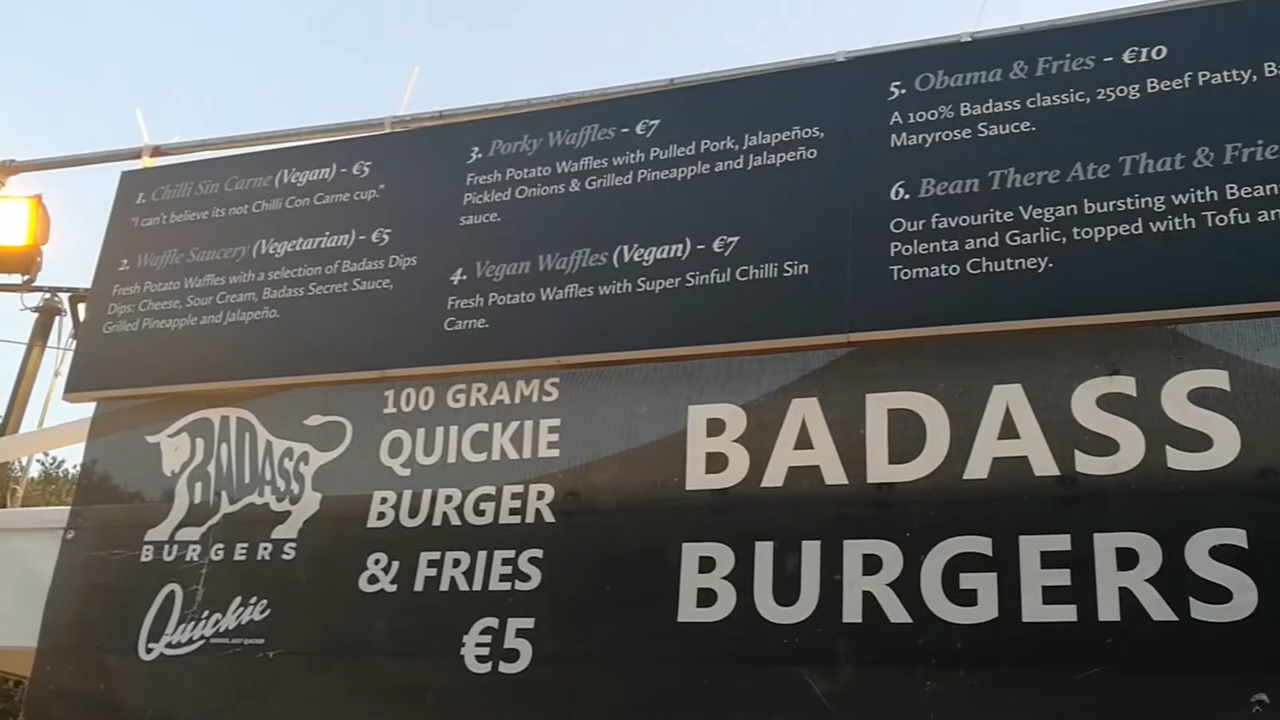 1. Chilli Sin Carne (Vegan) - €5
"I can't believe its not Chilli Con Carne cup."
2. Waffle Saucery (Vegetarian) - €5
Fresh Potato Waffles with a selection of Badass Dips
Dips: Cheese, Sour Cream, Badass Secret Sauce,
Grilled Pineapple and Jalapeño.
3. Porky Waffles - €7
Fresh Potato Waffles with Pulled Pork, Jalapeños,
Pickled Onions & Grilled Pineapple and Jalapeño
sauce.
4. Vegan Waffles (Vegan) - €7
Fresh Potato Waffles with Super Sinful Chilli Sin
Carne.
5. Obama & Fries - €10
A 100% Badass classic, 250g Beef Patty,
Maryrose Sauce.
6. Bean There Ate That &
Our favourite Vegan bursting with
Polenta and Garlic, topped with Tofu
Tomato Chutney.
BADASS
BURGERS
Quickie
100 GRAMS
QUICKIE
BURGER
& FRIES
€5
BADASS
BURGERS